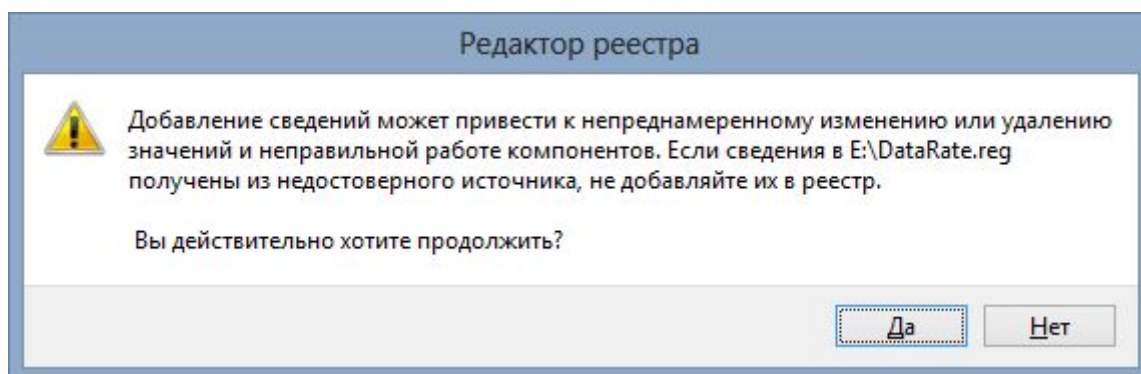 Редактор реестра
Добавление сведений может привести к непреднамеренному изменению или удалению
значений и неправильной работе компонентов. Если сведения в E:\DataRate.reg
получены из недостоверного источника, не добавляйте их в реестр.
Вы действительно хотите продолжить?
Да
Нет